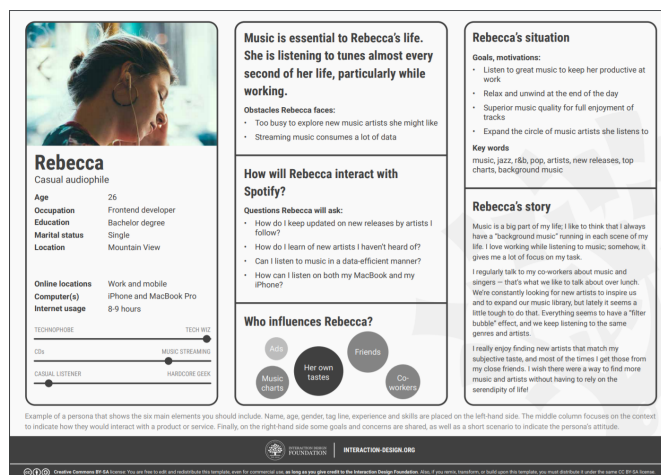 Rebecca
Casual audiophile
Age 26
Occupation Frontend developer
Education Bachelor degree
Marital status Single
Location Mountain View
Online locations Work and mobile
Computer(s) iPhone and MacBook Pro
Internet usage 8-9 hours
TECHNOPHOBE TECH WIZ
CDs MUSIC STREAMING
CASUAL LISTENER HARDCORE GEEK
Music is essential to Rebecca's life.
She is listening to tunes almost every
second of her life, particularly while
working.
Obstacles Rebecca faces:
• Too busy to explore new music artists she might like
• Streaming music consumes a lot of data
How will Rebecca interact with
Spotify?
Questions Rebecca will ask:
• How do I keep updated on new releases by artists I
follow?
• How do I learn of new artists I haven't heard of?
• Can I listen to music in a data-efficient manner?
• How can I listen on both my MacBook and my
iPhone?
Who influences Rebecca?
Ads
Friends
Her own
tastes
Music
charts
Co-
workers
Rebecca's situation
Goals, motivations:
• Listen to great music to keep her productive at
work
• Relax and unwind at the end of the day
• Superior music quality for full enjoyment of
tracks
• Expand the circle of music artists she listens to
Key words
music, jazz, r&b, pop, artists, new releases, top
charts, background music
Rebecca's story
Music is a big part of my life; I like to think that I always
have a "background music" running in each scene of my
life. I love working while listening to music; somehow, it
gives me a lot of focus on my task.
I regularly talk to my co-workers about music and
singers — that's what we like to talk about over lunch.
We're constantly looking for new artists to inspire us
and to expand our music library, but lately it seems a
little tough to do that. Everything seems to have a "filter
bubble" effect, and we keep listening to the same
genres and artists.
I really enjoy finding new artists that match my
subjective taste, and most of the times I get those from
my close friends. I wish there were a way to find more
music and artists without having to rely on the
serendipity of life!
Example of a persona that shows the six main elements you should include. Name, age, gender, tag line, experience and skills are placed on the left-hand side. The middle column focuses on the context
to indicate how they would interact with a product or service. Finally, on the right-hand side some goals and concerns are shared, as well as a short scenario to indicate the persona's attitude.
INTERACTION DESIGN
FOUNDATION
INTERACTION-DESIGN.ORG
Creative Commons BY-SA license: You are free to edit and redistribute this template, even for commercial use, as long as you give credit to the Interaction Design Foundation. Also, if you remix, transform, or build upon this template, you must distribute it under the same CC BY-SA license.